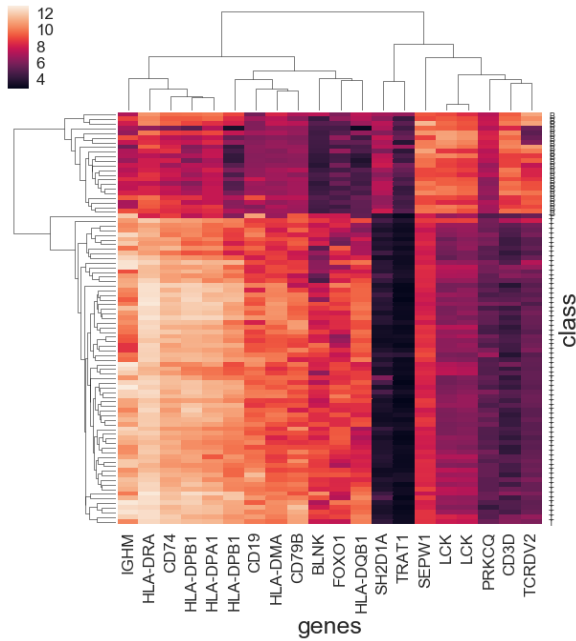 12
10
8
6
4
class
IGHM
HLA-DRA
CD74
HLA-DPB1
HLA-DPA1
HLA-DPB1
CD19
HLA-DMA
CD79B
BLNK
FOXO1
HLA-DQB1
SH2D1A
TRAT1
SEPW1
LCK
LCK
PRKCQ
CD3D
TCRDV2
genes